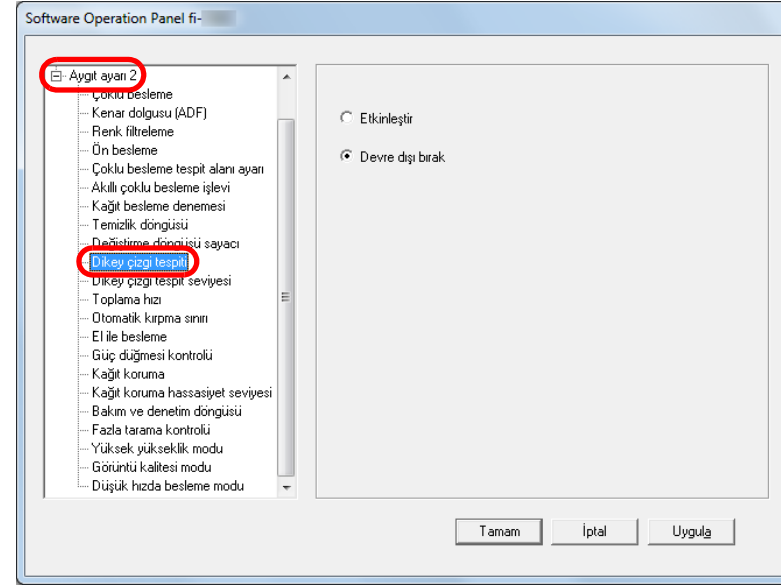 Software Operation Panel fi-
Aygıt ayarı 2
Çoklu besleme
Kenar dolgusu (ADF)
Renk filtreleme
Ön besleme
Çoklu besleme tespit alanı ayarı
Akıllı çoklu besleme işlevi
Kağıt besleme denemesi
Temizlik döngüsü
Değiştirme döngüsü sayacı
Dikey çizgi tespiti
Dikey çizgi tespit seviyesi
Toplama hızı
Otomatik kırpma sınırı
El ile besleme
Güç düğmesi kontrolü
Kağıt koruma
Kağıt koruma hassasiyet seviyesi
Bakım ve denetim döngüsü
Fazla tarama kontrolü
Yüksek yükseklik modu
Görüntü kalitesi modu
Düşük hızda besleme modu
Etkinleştir
Devre dışı bırak
Tamam
İptal
Uygula